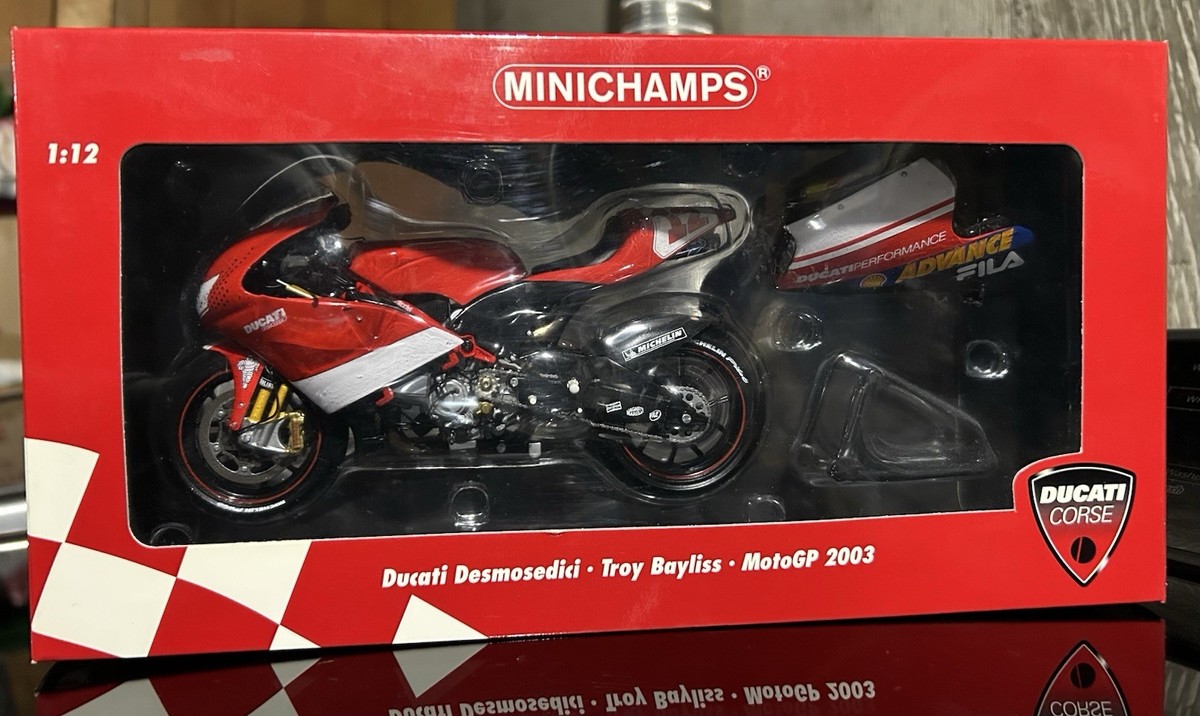 MINICHAMPS®
1:12
DUCATIPERFORMANCE
ADVANCE
FILA
DUCATI
MICHELIN
DUCATI
CORSE
Ducati Desmosedici · Troy Bayliss · MotoGP 2003